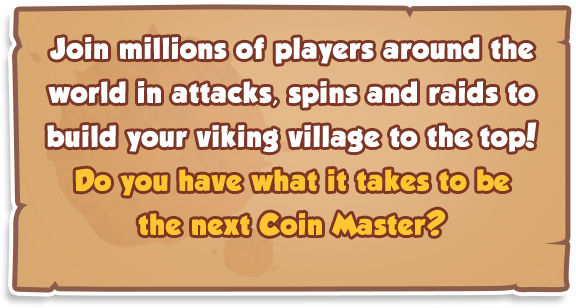 Join millions of players around the
world in attacks, spins and raids to
build your viking village to the top!
Do you have what it takes to be
the next Coin Master?